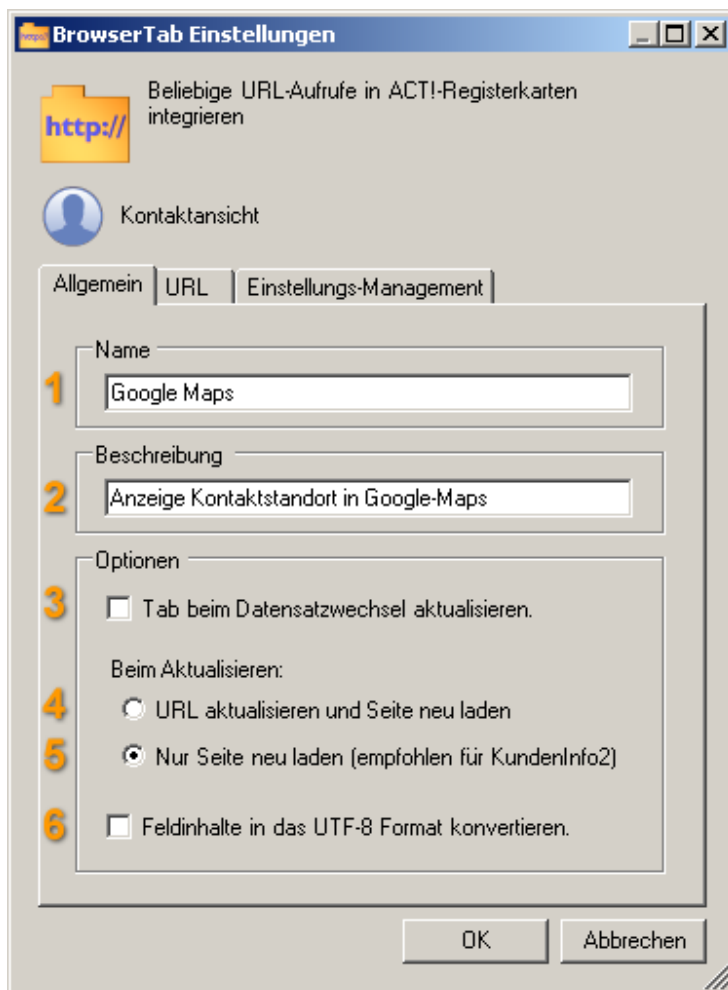 BrowserTab Einstellungen
http://
Beliebige URL-Aufrufe in ACT!-Registerkarten
integrieren
Kontaktansicht
Allgemein URL Einstellungs-Management
Name
1 Google Maps
Beschreibung
2 Anzeige Kontaktstandort in Google-Maps
Optionen
3 Tab beim Datensatzwechsel aktualisieren.
Beim Aktualisieren:
4 URL aktualisieren und Seite neu laden
5 Nur Seite neu laden (empfohlen für KundenInfo2)
6 Feldinhalte in das UTF-8 Format konvertieren.
OK Abbrechen